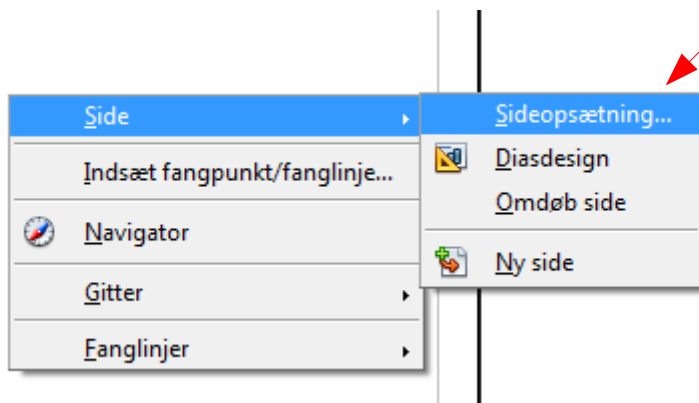 Side
Indsæt fangpunkt/fanglinje...
Navigator
Gitter
Fanglinjer
Sideopsætning...
Diasdesign
Omdøb side
Ny side